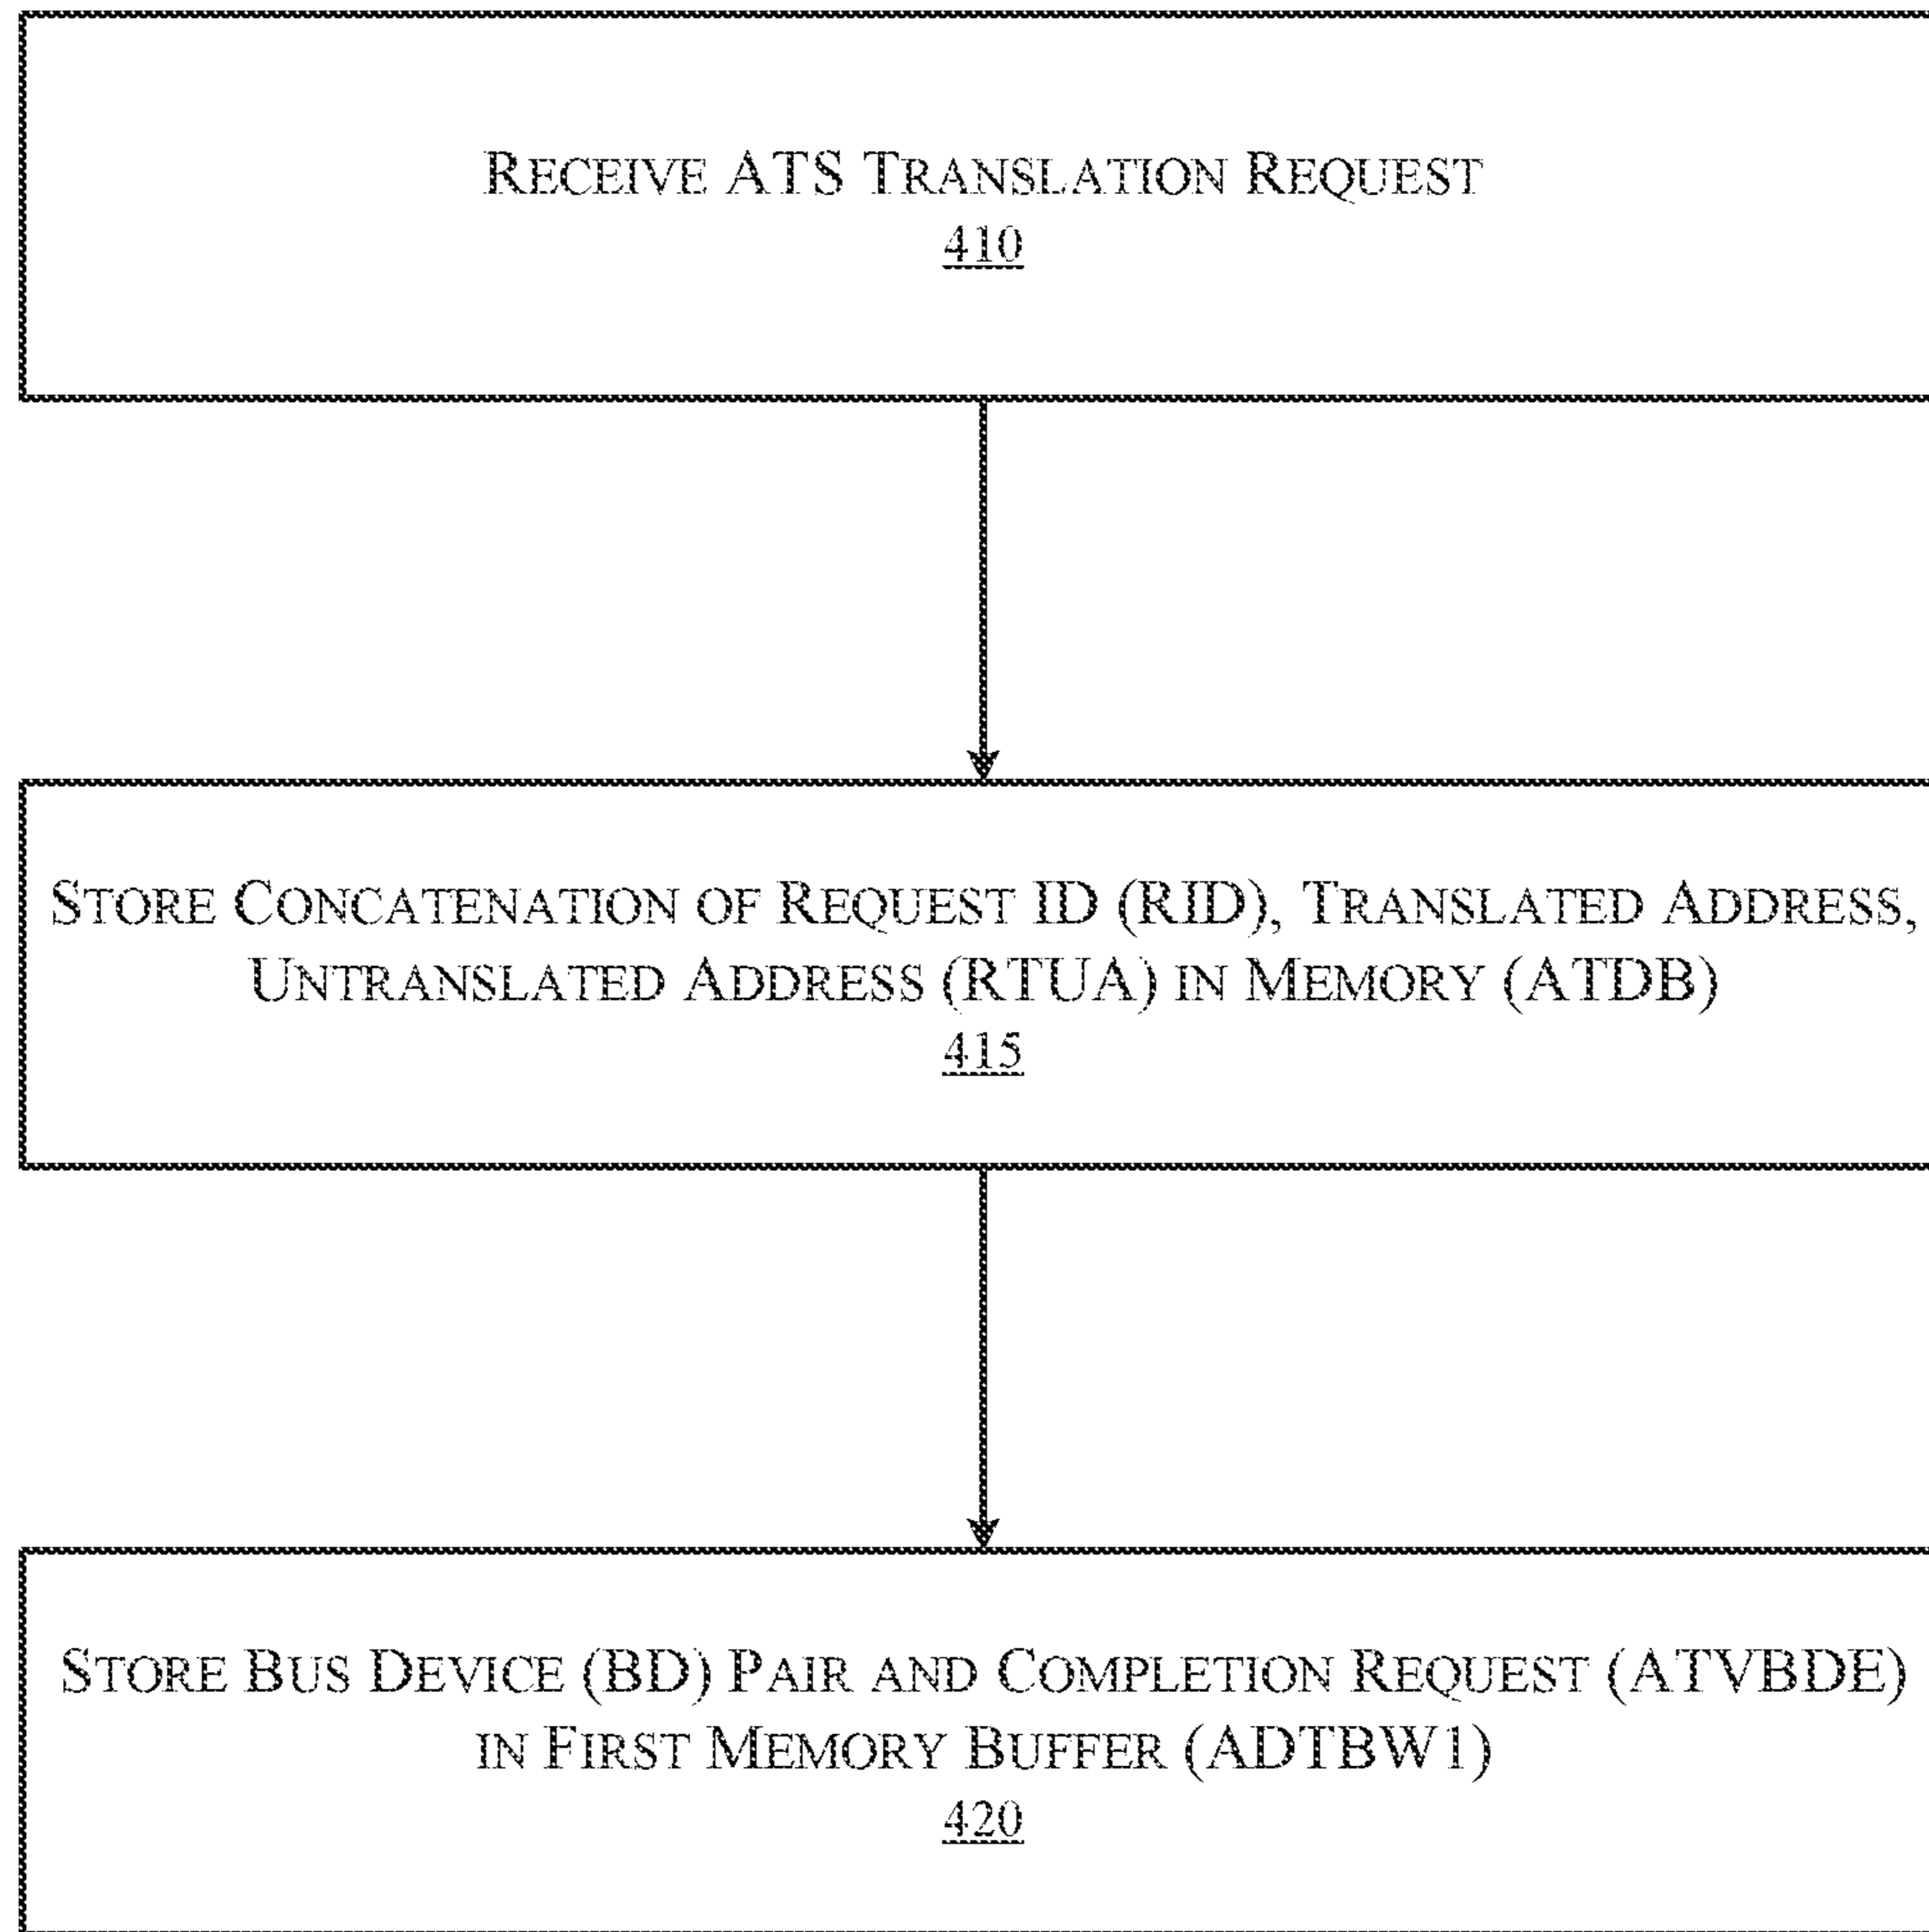 RECEIVE ATS TRANSLATION REQUEST
410
STORE CONCATENATION OF REQUEST ID (RID), TRANSLATED ADDRESS,
UNTRANSLATED ADDRESS (RTUA) IN MEMORY (ATDB)
415
STORE BUS DEVICE (BD) PAIR AND COMPLETION REQUEST (ATVBDE)
IN FIRST MEMORY BUFFER (ADTBW1)
420